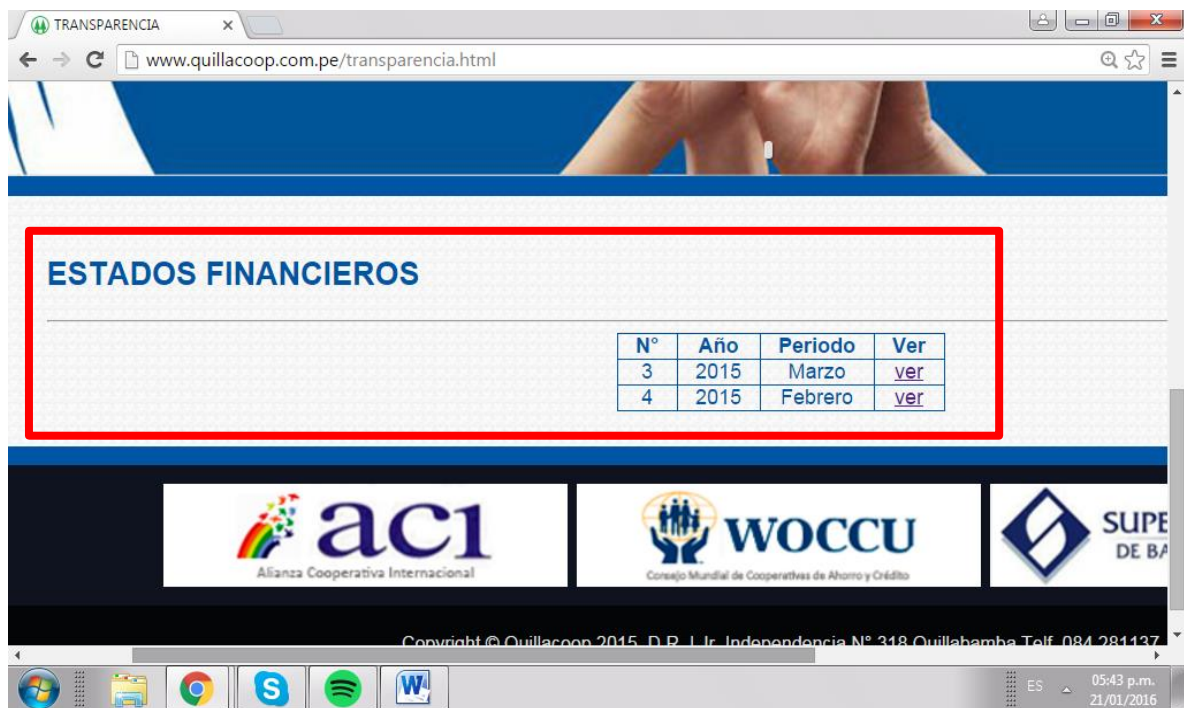 TRANSPARENCIA
www.quillacoop.com.pe/transparencia.html
ESTADOS FINANCIEROS
N° Año Periodo Ver
3 2015 Marzo ver
4 2015 Febrero ver
aci
Alianza Cooperativa Internacional
WOCCU
Consejo Mundial de Cooperativas de Ahorro y Crédito
SUPE
DE BA
Copyright © Quillacoop 2015. D.R. | Jr. Independencia N° 318 Quillabamba Telf. 084 281137
ES
05:43 p.m.
21/01/2016